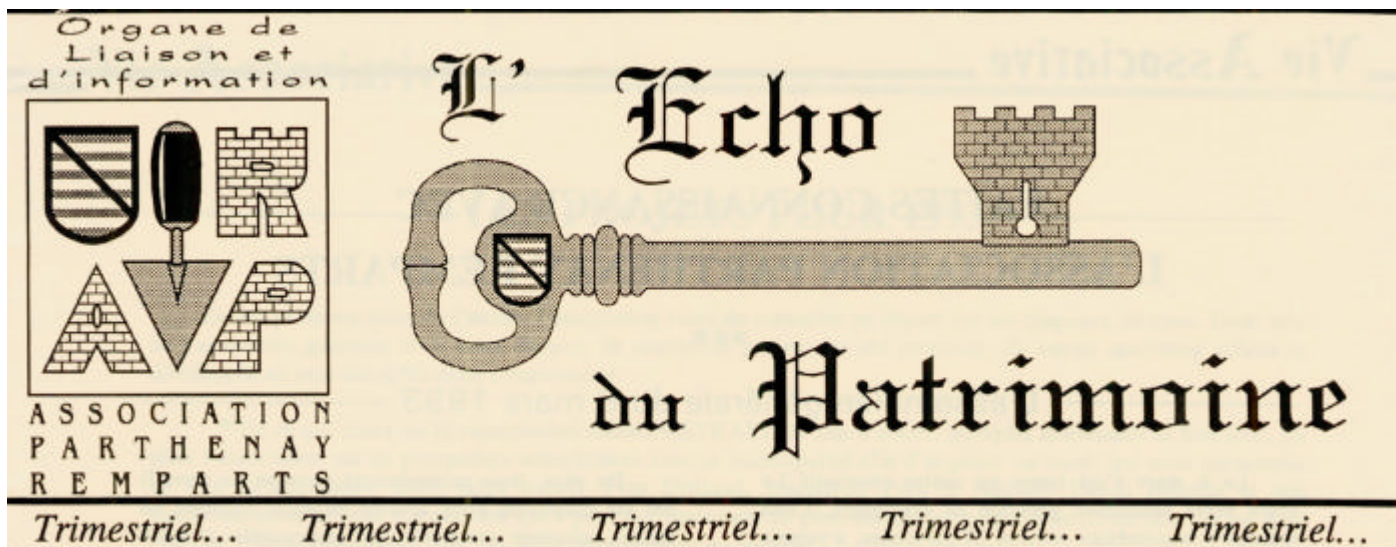 Organe de
Liaison et
d'information
R
A V P
ASSOCIATION
PARTHENAY
REMPARTS
L'Echo
du Patrimoine
Trimestriel... Trimestriel... Trimestriel... Trimestriel... Trimestriel...